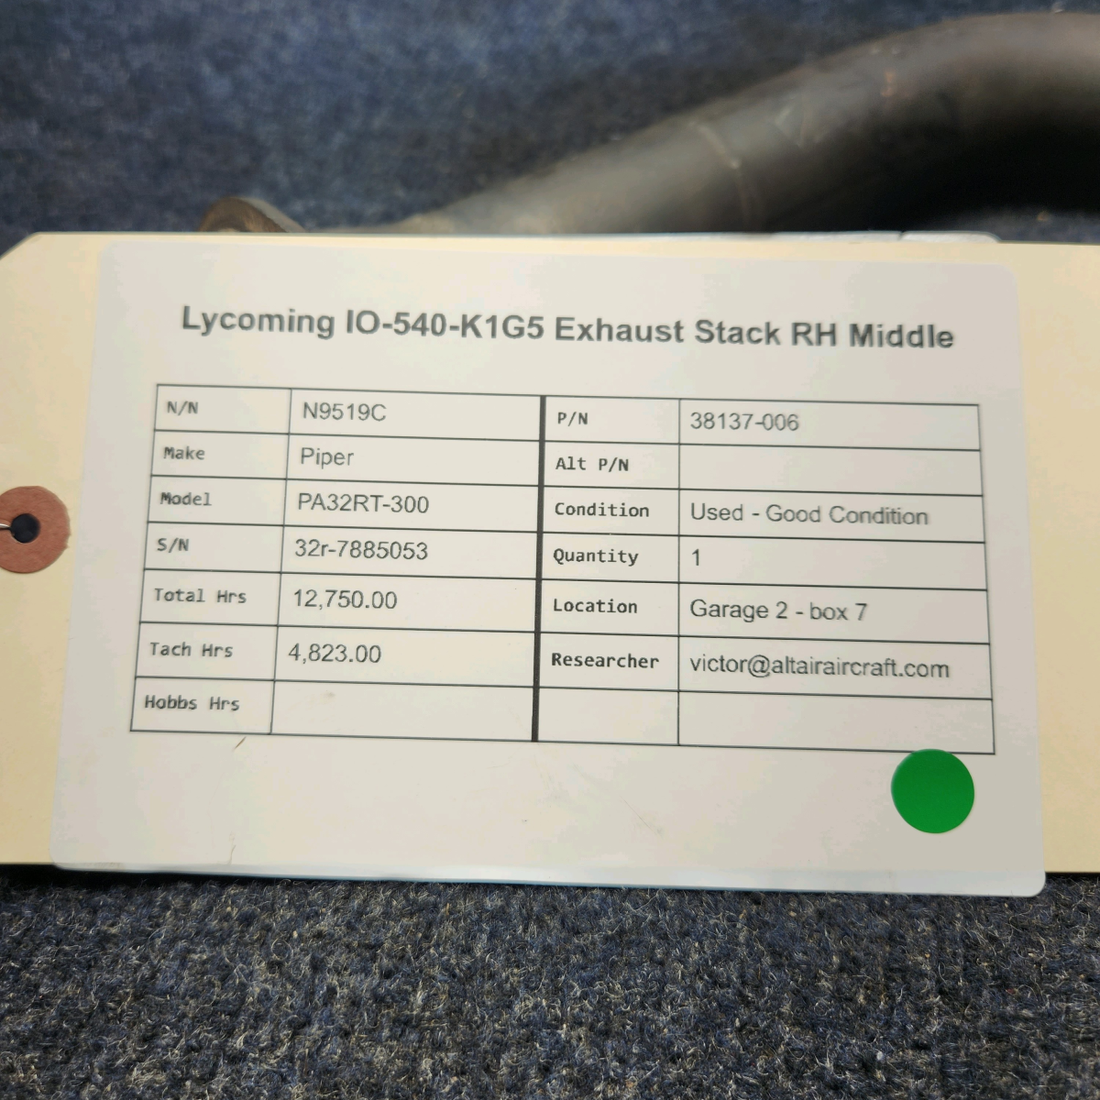 Lycoming IO-540-K1G5 Exhaust Stack RH Middle
N/N N9519C P/N 38137-006
Make Piper Alt P/N
Model PA32RT-300 Condition Used - Good Condition
S/N 32r-7885053 Quantity 1
Total Hrs 12,750.00 Location Garage 2 - box 7
Tach Hrs 4,823.00 Researcher victor@altairaircraft.com
Hobbs Hrs